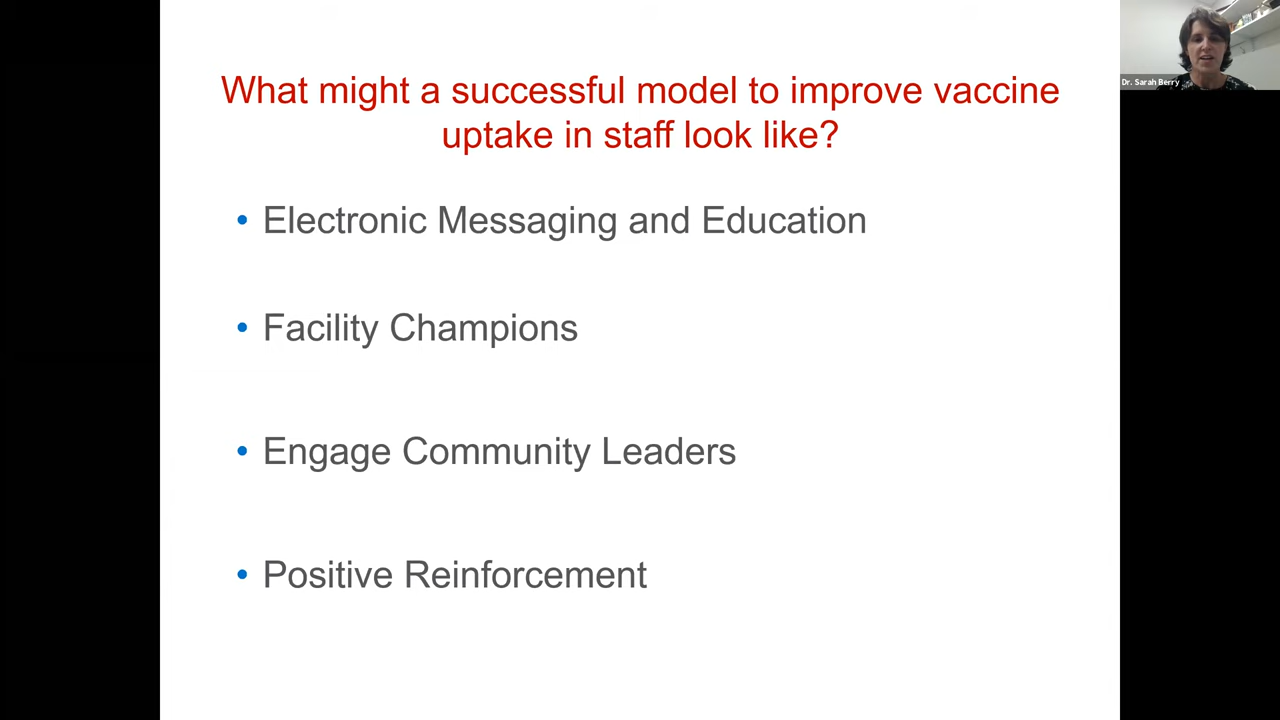 What might a successful model to improve vaccine
uptake in staff look like?
• Electronic Messaging and Education
• Facility Champions
• Engage Community Leaders
• Positive Reinforcement
Dr. Sarah Berry